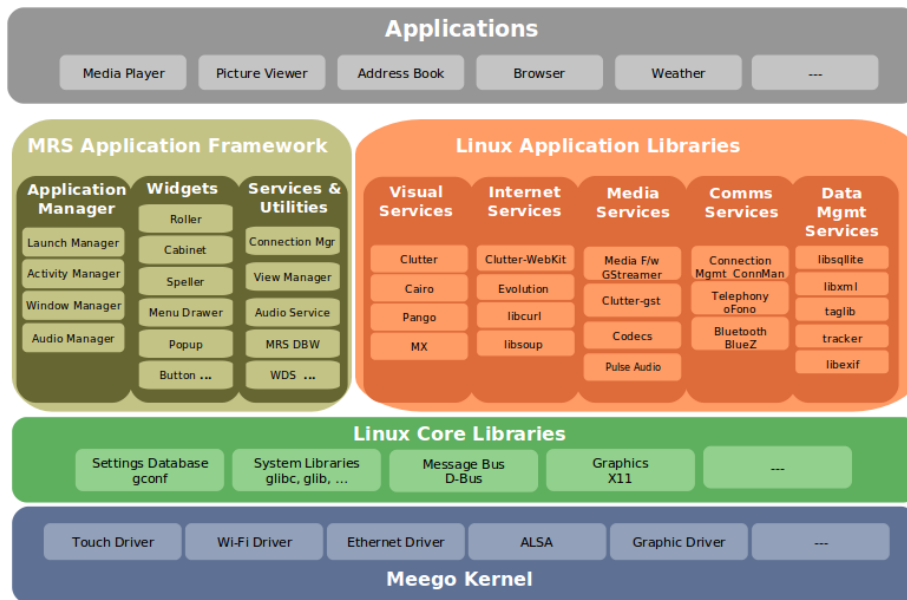 Applications
Media Player
Picture Viewer
Address Book
Browser
Weather
---
MRS Application Framework
Application
Manager
Launch Manager
Activity Manager
Window Manager
Audio Manager
Widgets
Roller
Cabinet
Speller
Menu Drawer
Popup
Button ...
Services &
Utilities
Connection Mgr
View Manager
Audio Service
MRS DBW
WDS ...
Linux Application Libraries
Visual
Services
Clutter
Cairo
Pango
MX
Internet
Services
Clutter-WebKit
Evolution
libcurl
libsoup
Media
Services
Media F/w
GStreamer
Clutter-gst
Codecs
Pulse Audio
Comms
Services
Connection
Mgmt ConnMan
Telephony
oFono
Bluetooth
BlueZ
Data
Mgmt
Services
libsqllite
libxml
taglib
tracker
libexif
Linux Core Libraries
Settings Database
gconf
System Libraries
glibc, glib, ...
Message Bus
D-Bus
Graphics
X11
---
Touch Driver
Wi-Fi Driver
Ethernet Driver
ALSA
Graphic Driver
---
Meego Kernel